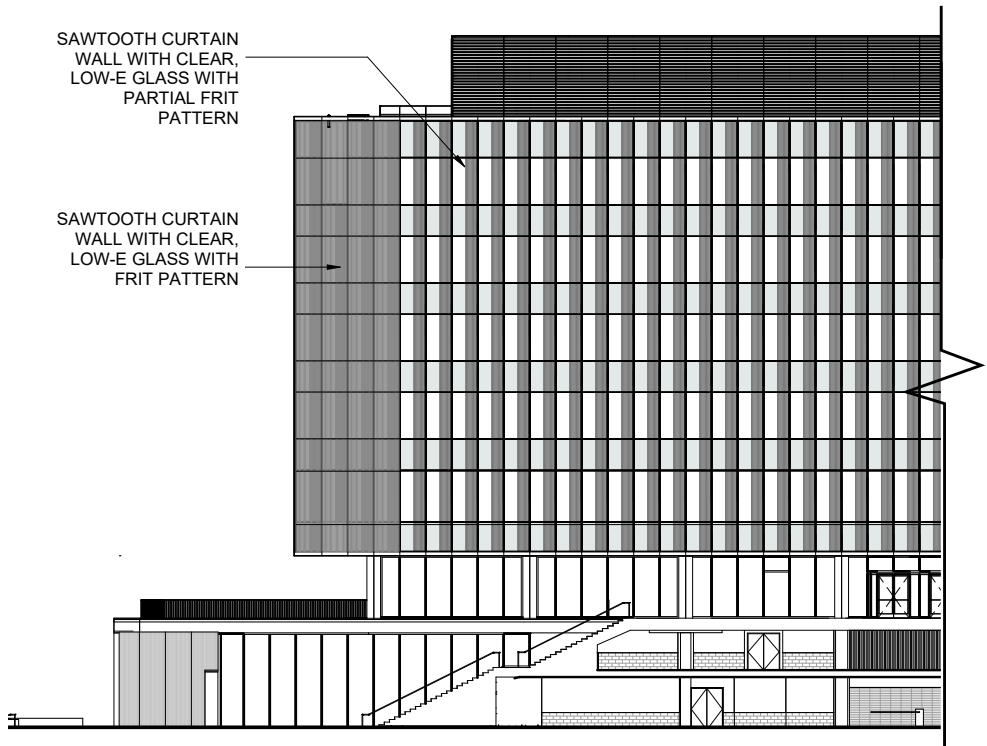 SAWTOOTH CURTAIN
WALL WITH CLEAR,
LOW-E GLASS WITH
PARTIAL FRIT
PATTERN
SAWTOOTH CURTAIN
WALL WITH CLEAR,
LOW-E GLASS WITH
FRIT PATTERN